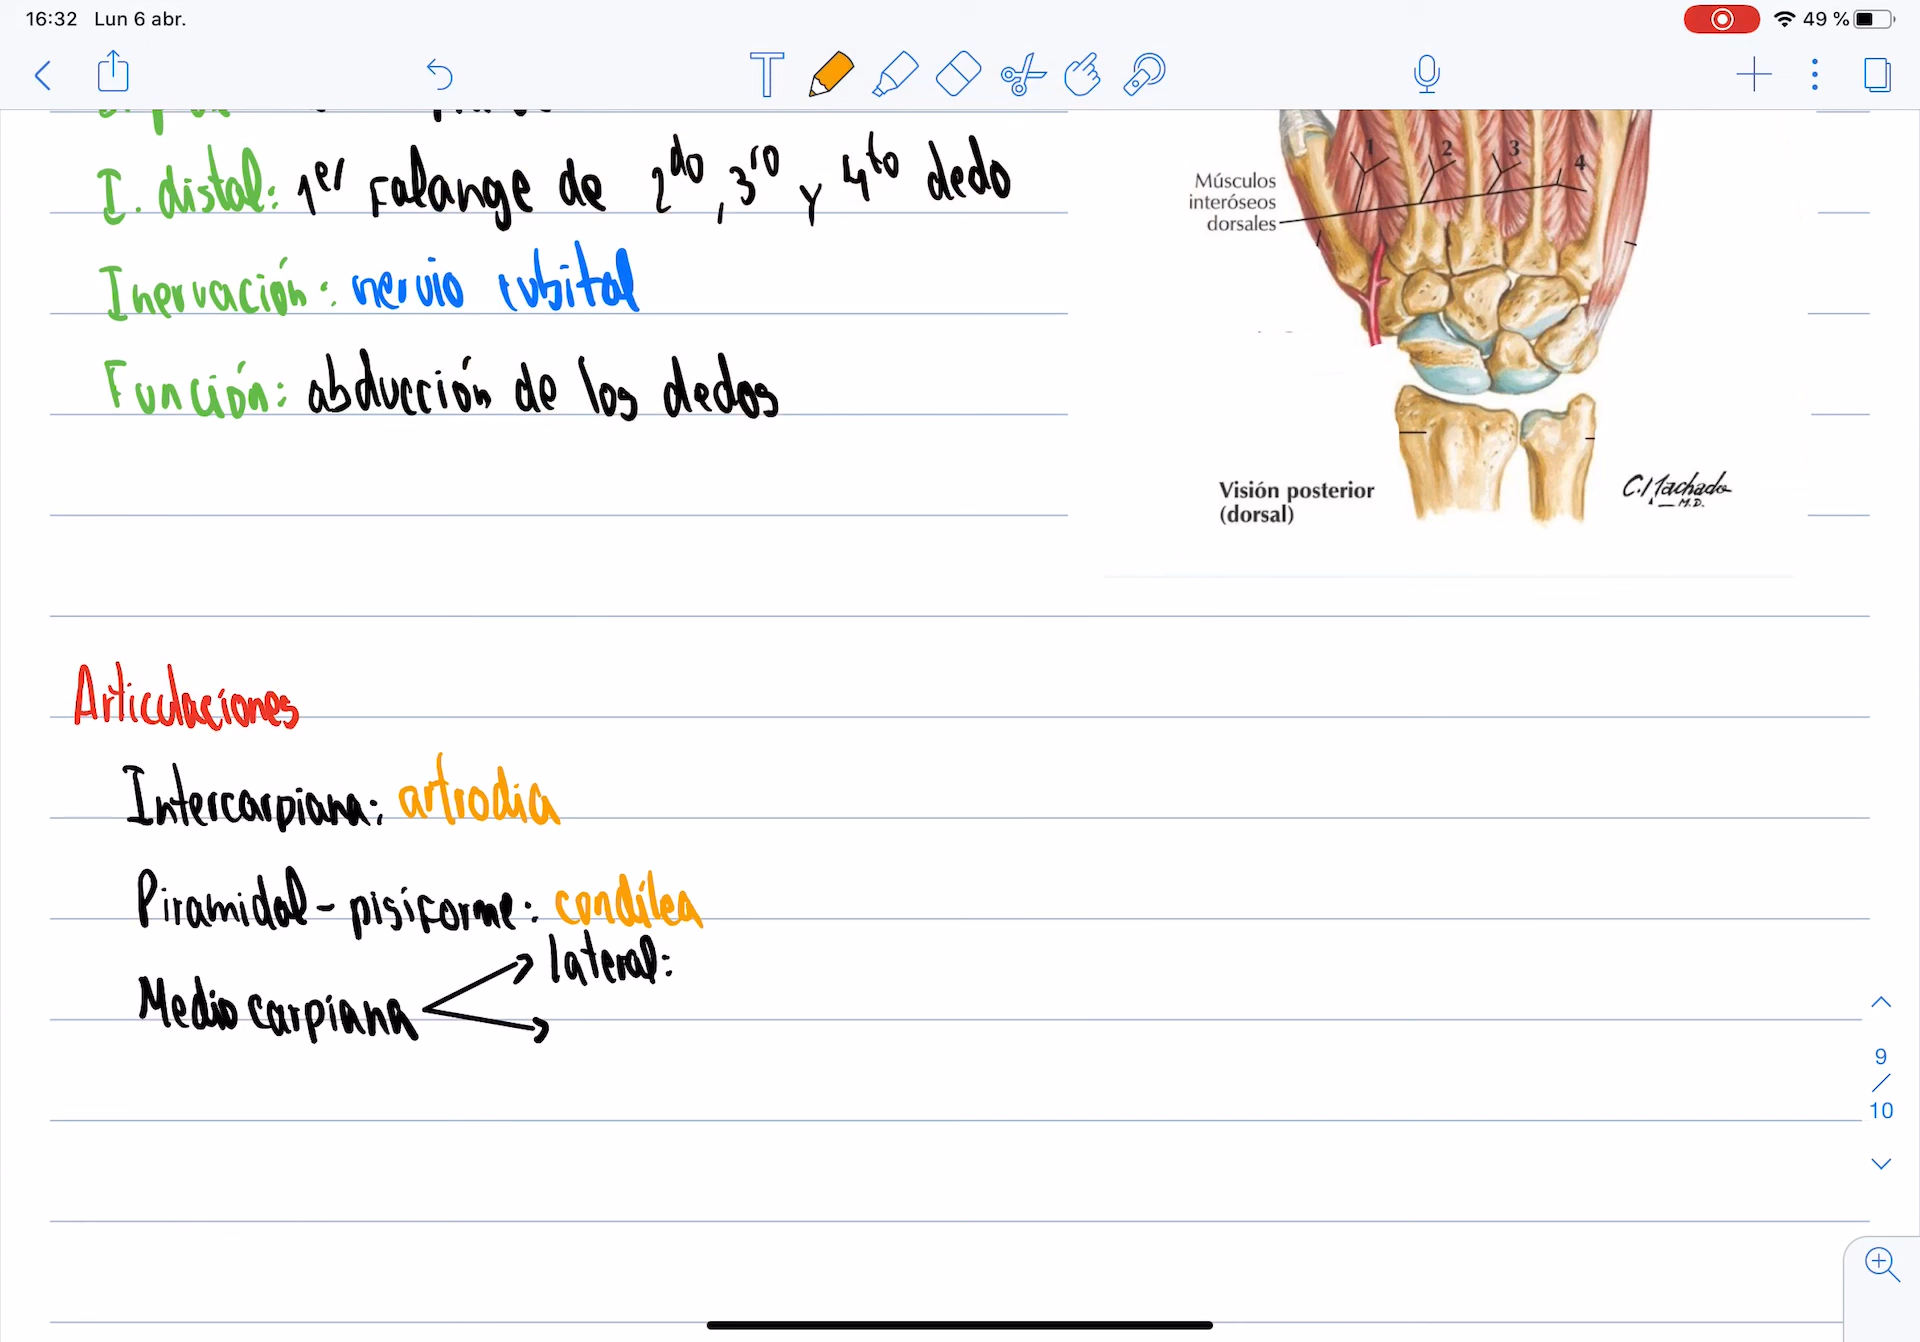 16:32 Lun 6 abr. 49 %
I. distal: 1er falange de 2do, 3ro y 4to dedo
Inervación: nervio cubital
Función: abducción de los dedos
1 2 3 4
Músculos
interóseos
dorsales
Visión posterior
(dorsal)
C. Machado
M.D.
Articulaciones
Intercarpiana: artrodia
Piramidal - pisiforme: condílea
lateral:
Medio carpiana
9
/
10